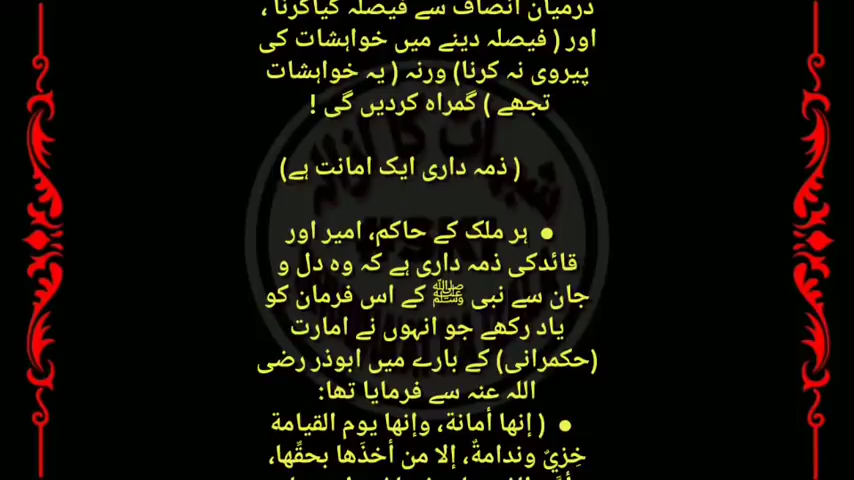 درمیان انصاف سے فیصلہ کیاکرنا ،
اور ( فیصلہ دینے میں خواہشات کی
پیروی نہ کرنا) ورنہ ( یہ خواہشات
تجھے ) گمراہ کردیں گی !
( ذمہ داری ایک امانت ہے)
● ہر ملک کے حاکم، امیر اور
قائدکی ذمہ داری ہے کہ وہ دل و
جان سے نبی ﷺ کے اس فرمان کو
یاد رکھے جو انہوں نے امارت
(حکمرانی) کے بارے میں ابوذر رضی
اللہ عنہ سے فرمایا تھا:
● ( إنها أمانة، وإنها يوم القيامة
خِزيٌ وندامةٌ، إلا من أخذَها بحقِّها،
شبہات کا ازالہ